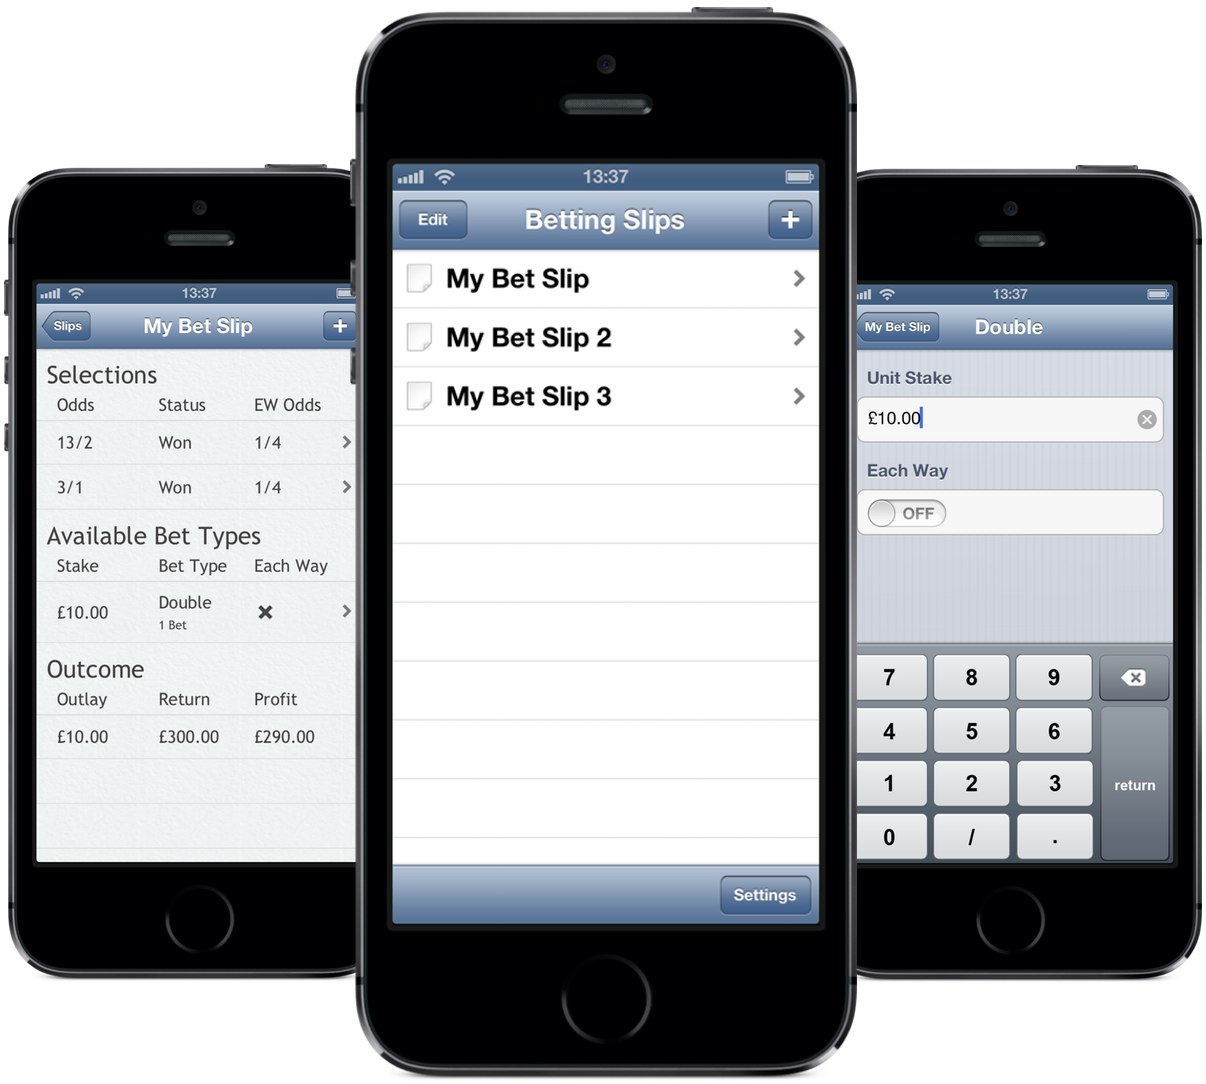 13:37
Slips My Bet Slip +
Selections
Odds Status EW Odds
13/2 Won 1/4
3/1 Won 1/4
Available Bet Types
Stake Bet Type Each Way
£10.00 Double
1 Bet
Outcome
Outlay Return Profit
£10.00 £300.00 £290.00
13:37
Edit Betting Slips +
My Bet Slip
My Bet Slip 2
My Bet Slip 3
Settings
13:37
My Bet Slip Double
Unit Stake
£10.00
Each Way
OFF
7 8 9
4 5 6
1 2 3 return
0 / .